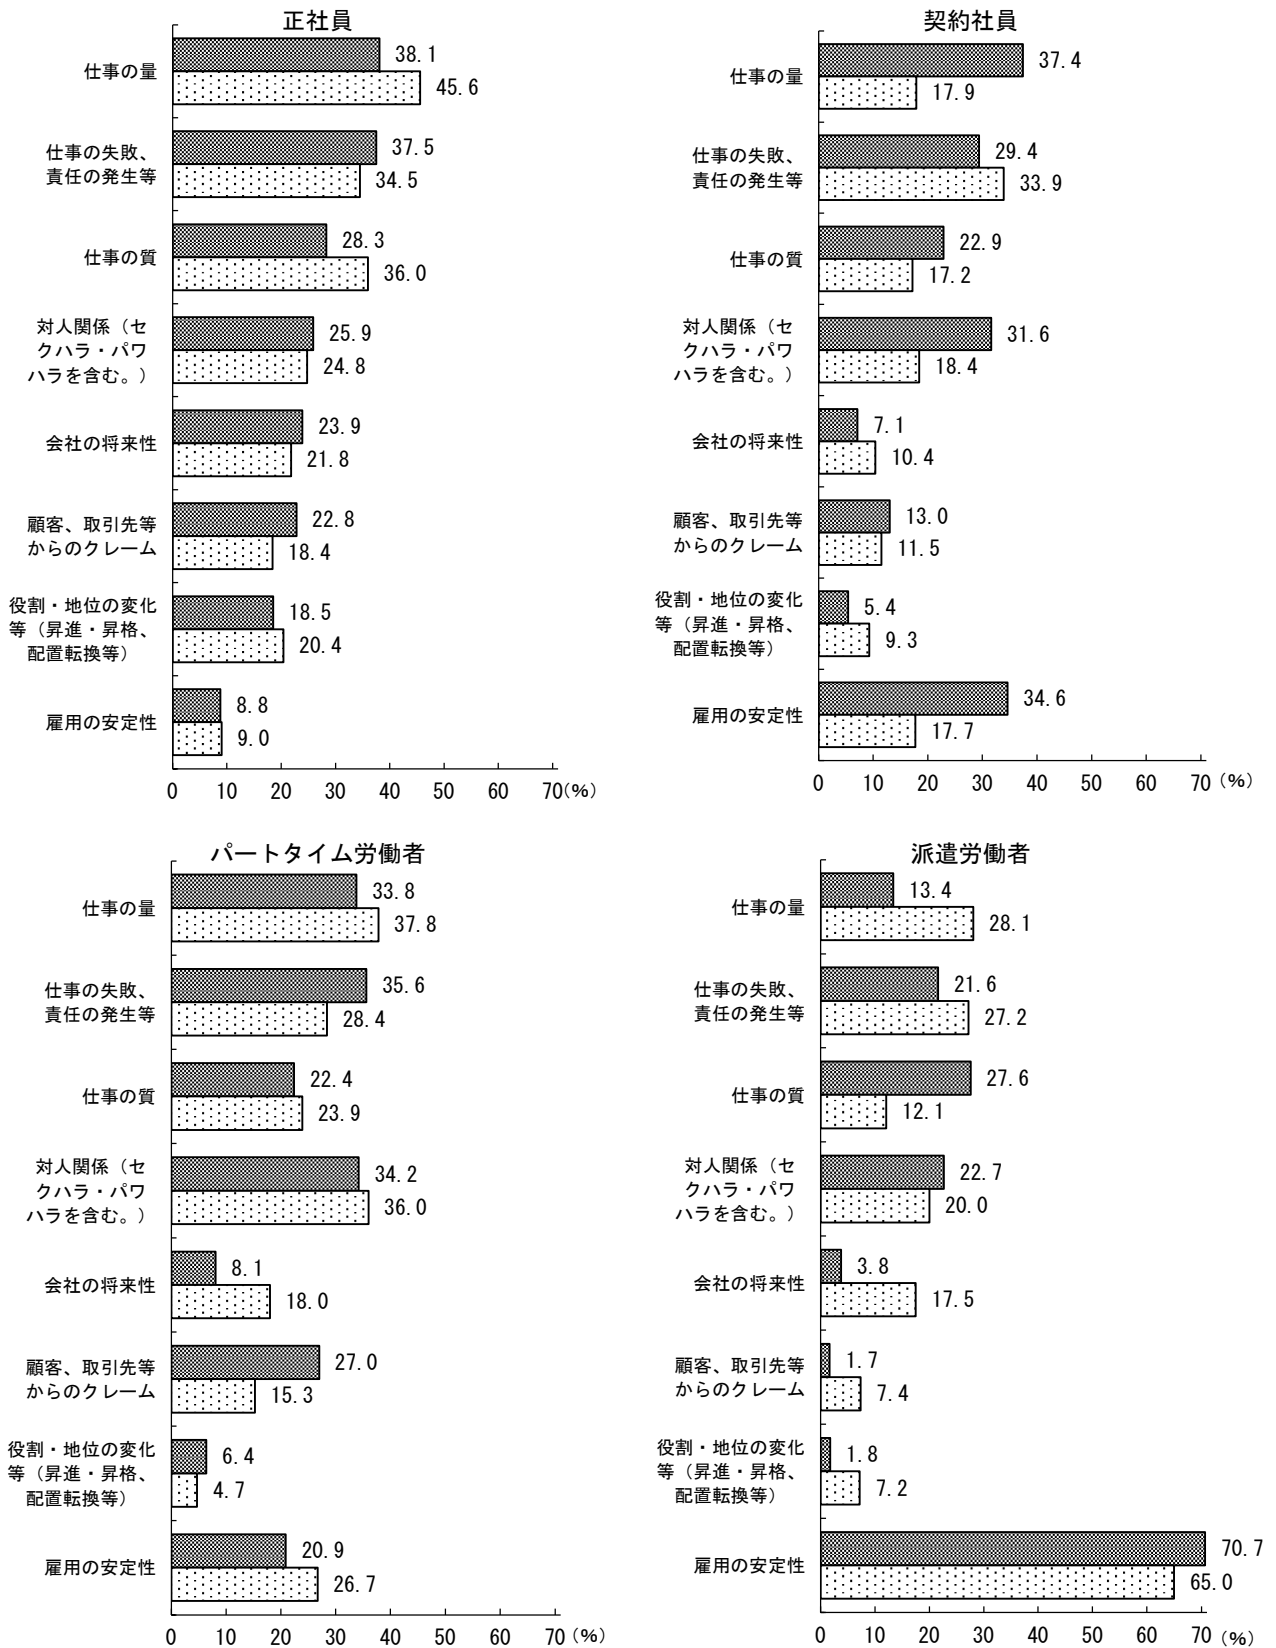 正社員
仕事の量
38.1
45.6
仕事の失敗、
責任の発生等
37.5
34.5
仕事の質
28.3
36.0
対人関係（セ
クハラ・パワ
ハラを含む。）
25.9
24.8
会社の将来性
23.9
21.8
顧客、取引先等
からのクレーム
22.8
18.4
役割・地位の変化
等（昇進・昇格、
配置転換等）
18.5
20.4
雇用の安定性
8.8
9.0
0 10 20 30 40 50 60 70(%)
契約社員
仕事の量
37.4
17.9
仕事の失敗、
責任の発生等
29.4
33.9
仕事の質
22.9
17.2
対人関係（セ
クハラ・パワ
ハラを含む。）
31.6
18.4
会社の将来性
7.1
10.4
顧客、取引先等
からのクレーム
13.0
11.5
役割・地位の変化
等（昇進・昇格、
配置転換等）
5.4
9.3
雇用の安定性
34.6
17.7
0 10 20 30 40 50 60 70 (%)
パートタイム労働者
仕事の量
33.8
37.8
仕事の失敗、
責任の発生等
35.6
28.4
仕事の質
22.4
23.9
対人関係（セ
クハラ・パワ
ハラを含む。）
34.2
36.0
会社の将来性
8.1
18.0
顧客、取引先等
からのクレーム
27.0
15.3
役割・地位の変化
等（昇進・昇格、
配置転換等）
6.4
4.7
雇用の安定性
20.9
26.7
0 10 20 30 40 50 60 70 (%)
派遣労働者
仕事の量
13.4
28.1
仕事の失敗、
責任の発生等
21.6
27.2
仕事の質
27.6
12.1
対人関係（セ
クハラ・パワ
ハラを含む。）
22.7
20.0
会社の将来性
3.8
17.5
顧客、取引先等
からのクレーム
1.7
7.4
役割・地位の変化
等（昇進・昇格、
配置転換等）
1.8
7.2
雇用の安定性
70.7
65.0
0 10 20 30 40 50 60 70 (%)